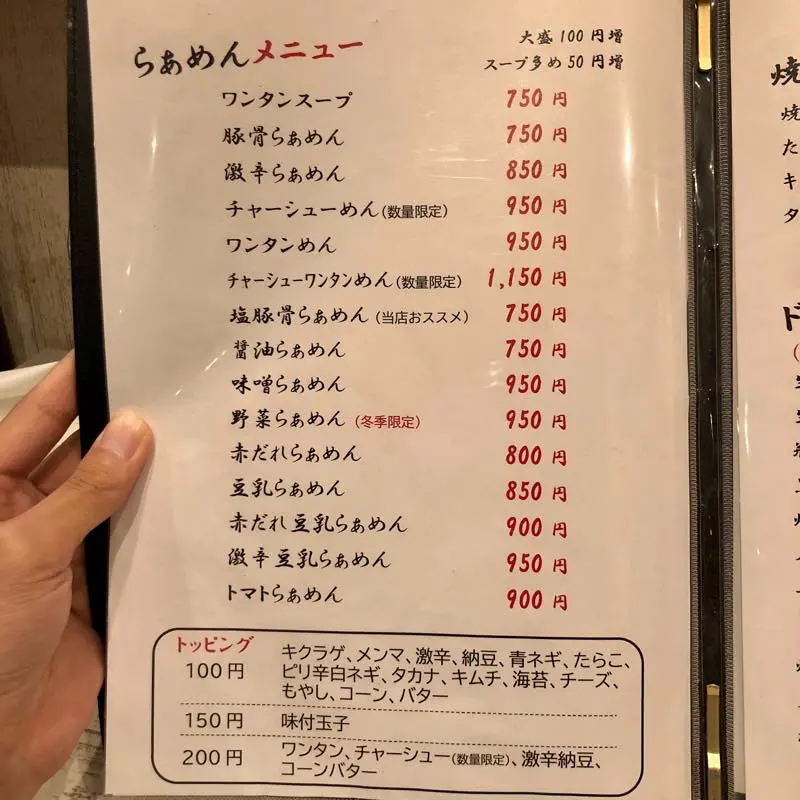 らぁめんメニュー
大盛100円増
スープ多め50円増
ワンタンスープ 750円
豚骨らぁめん 750円
激辛らぁめん 850円
チャーシューめん(数量限定) 950円
ワンタンめん 950円
チャーシューワンタンめん(数量限定) 1,150円
塩豚骨らぁめん(当店おススメ) 750円
醤油らぁめん 750円
味噌らぁめん 950円
野菜らぁめん(冬季限定) 950円
赤だれらぁめん 800円
豆乳らぁめん 850円
赤だれ豆乳らぁめん 900円
激辛豆乳らぁめん 950円
トマトらぁめん 900円
トッピング
100円 キクラゲ、メンマ、激辛、納豆、青ネギ、たらこ、
ピリ辛白ネギ、タカナ、キムチ、海苔、チーズ、
もやし、コーン、バター
150円 味付玉子
200円 ワンタン、チャーシュー(数量限定)、激辛納豆、
コーンバター
焼
焼
た
キ
タ
ド